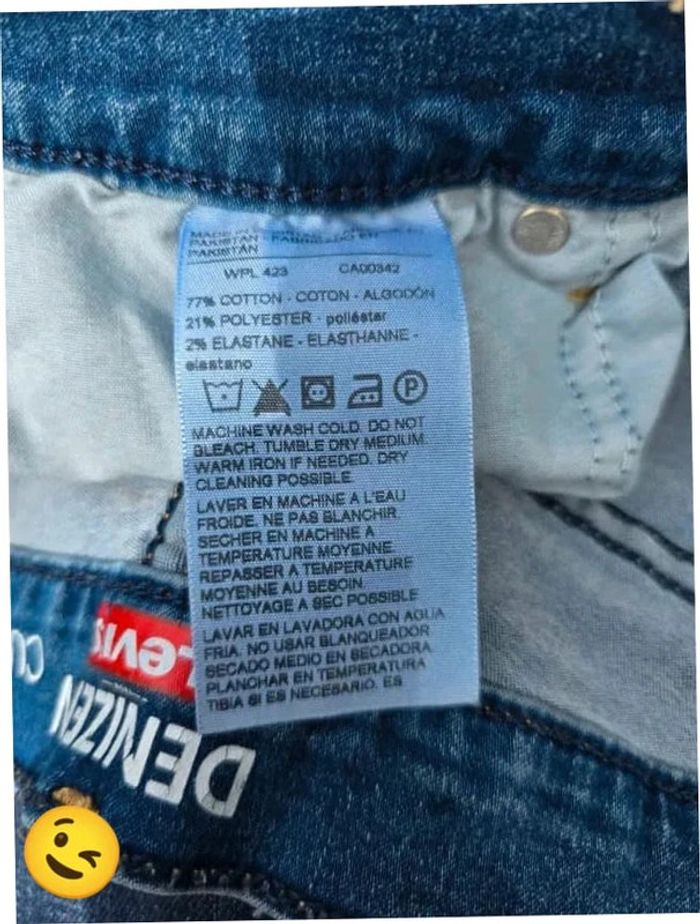 PAKISTAN - FABRICADO EN
PAKISTÁN
WPL 423 CA00342
77% COTTON - COTON - ALGODÓN
21% POLYESTER - poliéster
2% ELASTANE - ELASTHANNE -
elastano
P
MACHINE WASH COLD. DO NOT
BLEACH. TUMBLE DRY MEDIUM.
WARM IRON IF NEEDED. DRY
CLEANING POSSIBLE.
LAVER EN MACHINE A L'EAU
FROIDE. NE PAS BLANCHIR.
SECHER EN MACHINE A
TEMPERATURE MOYENNE.
REPASSER A TEMPERATURE
MOYENNE AU BESOIN.
NETTOYAGE A SEC POSSIBLE
LAVAR EN LAVADORA CON AGUA
FRIA. NO USAR BLANQUEADOR
SECADO MEDIO EN SECADORA
PLANCHAR EN TEMPERATURA
TIBIA SI ES NECESARIO. ES
LEVI'S
DENIZEN